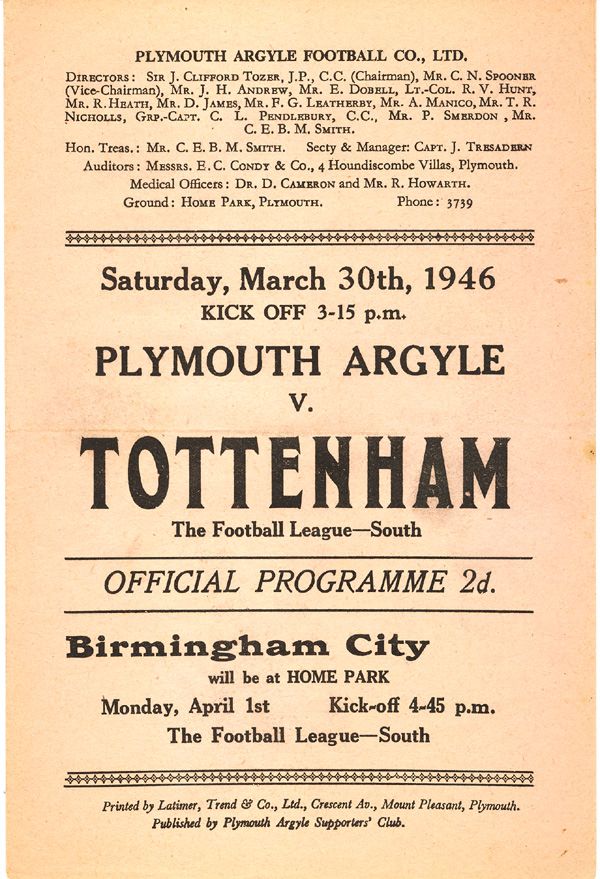 PLYMOUTH ARGYLE FOOTBALL CO., LTD.
DIRECTORS: SIR J. CLIFFORD TOZER, J.P., C.C. (Chairman), MR. C. N. SPOONER
(Vice-Chairman), MR. J. H. ANDREW, MR. E. DOBELL, LT.-COL. R. V. HUNT,
MR. R. HEATH, MR. D. JAMES, MR. F. G. LEATHERBY, MR. A. MANICO, MR. T. R.
NICHOLLS, GRP.-CAPT. C. L. PENDLEBURY, C.C., MR. P. SMERDON , MR.
C. E. B. M. SMITH.
Hon. Treas.: MR. C. E. B. M. SMITH. Secty & Manager: CAPT. J. TRESADERN
Auditors: MESSRS. E. C. CONDY & CO., 4 Houndiscombe Villas, Plymouth.
Medical Officers: DR. D. CAMERON and MR. R. HOWARTH.
Ground: HOME PARK, PLYMOUTH. Phone: 3739
Saturday, March 30th, 1946
KICK OFF 3-15 p.m.
PLYMOUTH ARGYLE
V.
TOTTENHAM
The Football League—South
OFFICIAL PROGRAMME 2d.
Birmingham City
will be at HOME PARK
Monday, April 1st Kick-off 4-45 p.m.
The Football League—South
Printed by Latimer, Trend & Co., Ltd., Crescent Av., Mount Pleasant, Plymouth.
Published by Plymouth Argyle Supporters' Club.